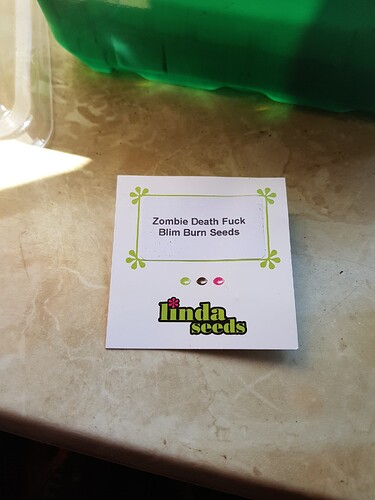 Zombie Death Fuck
Blim Burn Seeds
linda
seeds